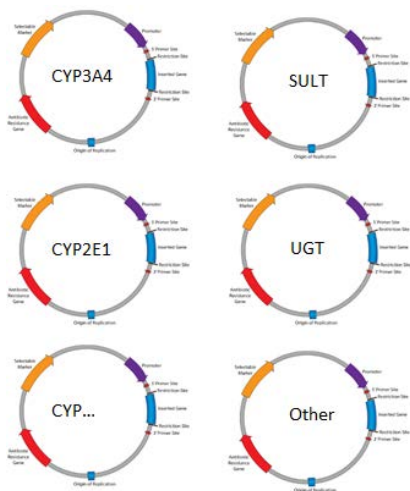 Selectable
Marker
Promoter
5' Primer Site
Restriction Site
Inserted Gene
Restriction Site
3' Primer Site
Origin of Replication
Antibiotic
Resistance
Gene
CYP3A4
Selectable
Marker
Promoter
5' Primer Site
Restriction Site
Inserted Gene
Restriction Site
3' Primer Site
Origin of Replication
Antibiotic
Resistance
Gene
SULT
Selectable
Marker
Promoter
5' Primer Site
Restriction Site
Inserted Gene
Restriction Site
3' Primer Site
Origin of Replication
Antibiotic
Resistance
Gene
CYP2E1
Selectable
Marker
Promoter
5' Primer Site
Restriction Site
Inserted Gene
Restriction Site
3' Primer Site
Origin of Replication
Antibiotic
Resistance
Gene
UGT
Selectable
Marker
Promoter
5' Primer Site
Restriction Site
Inserted Gene
Restriction Site
3' Primer Site
Origin of Replication
Antibiotic
Resistance
Gene
CYP...
Selectable
Marker
Promoter
5' Primer Site
Restriction Site
Inserted Gene
Restriction Site
3' Primer Site
Origin of Replication
Antibiotic
Resistance
Gene
Other